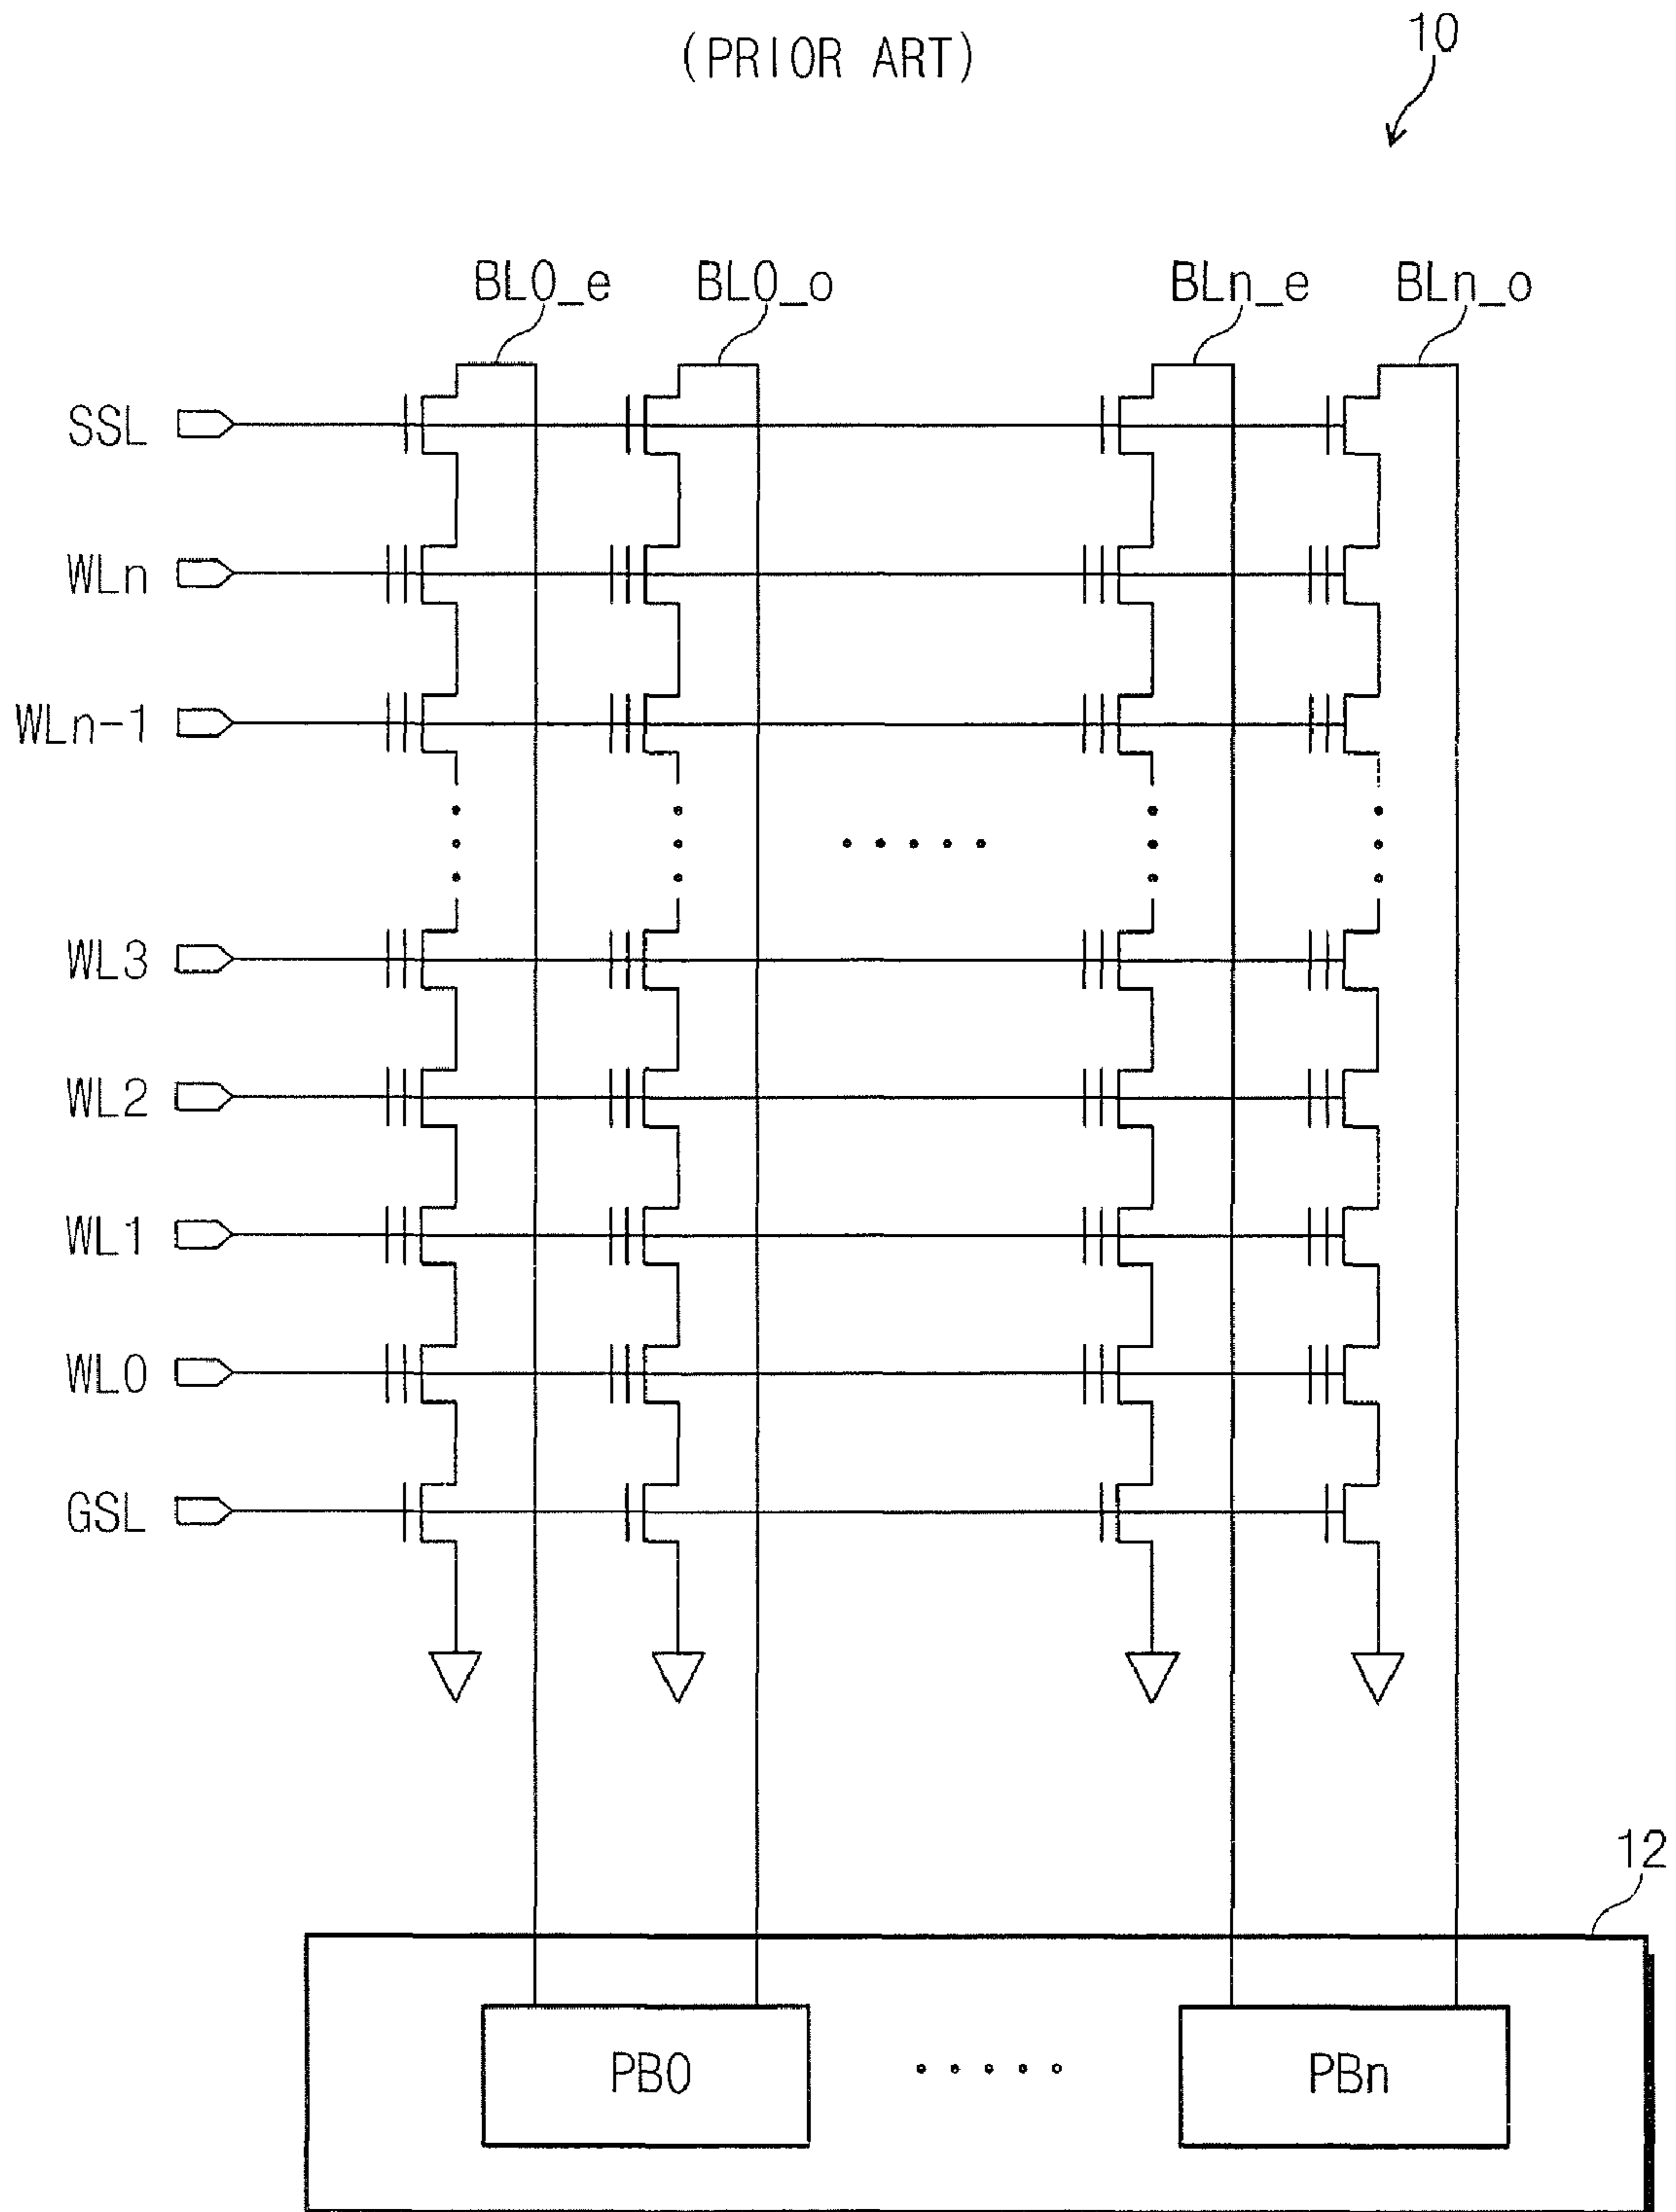 (PRIOR ART)
10
BL0_e BL0_o BLn_e BLn_o
SSL
WLn
WLn-1
WL3
WL2
WL1
WL0
GSL
12
PB0 PBn